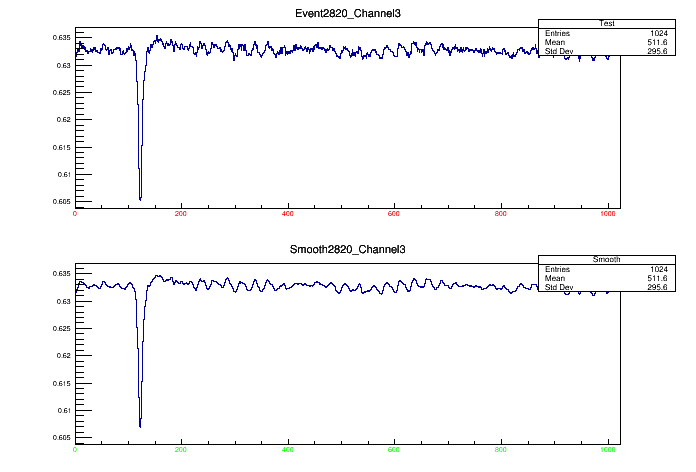 Event2820_Channel3
Test
Entries 1024
Mean 511.6
Std Dev 295.6
0.635
0.63
0.625
0.62
0.615
0.61
0.605
0 200 400 600 800 1000
Smooth2820_Channel3
Smooth
Entries 1024
Mean 511.6
Std Dev 295.6
0.635
0.63
0.625
0.62
0.615
0.61
0.605
0 200 400 600 800 1000